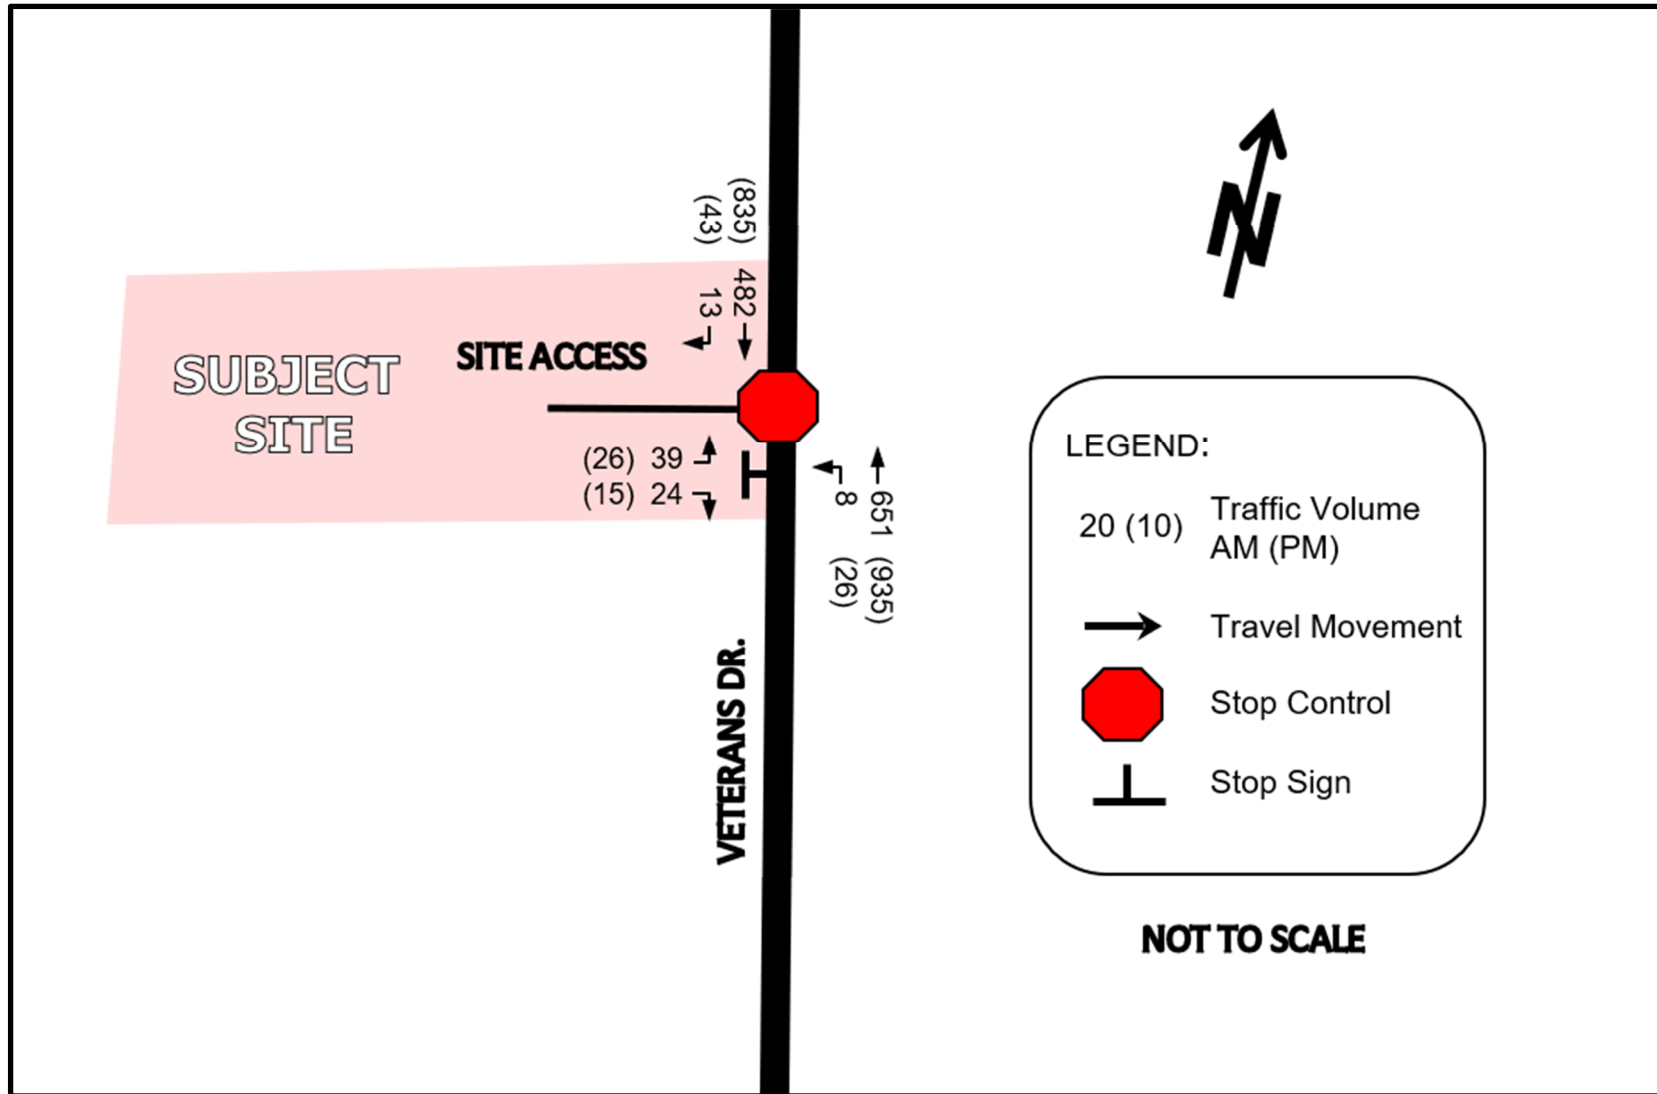 (835)
(43)
482
13
SITE ACCESS
SUBJECT
SITE
(26) 39
(15) 24
8 (26)
651 (935)
VETERANS DR.
N
LEGEND:
20 (10)
Traffic Volume
AM (PM)
Travel Movement
Stop Control
Stop Sign
NOT TO SCALE